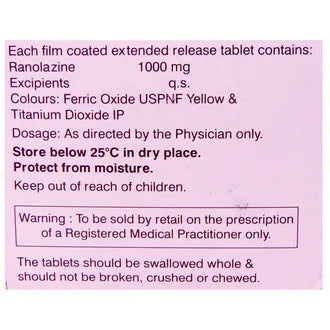 Each film coated extended release tablet contains:
Ranolazine 1000 mg
Excipients q.s.
Colours: Ferric Oxide USPNF Yellow &
Titanium Dioxide IP
Dosage: As directed by the Physician only.
Store below 25°C in dry place.
Protect from moisture.
Keep out of reach of children.
Warning : To be sold by retail on the prescription
of a Registered Medical Practitioner only.
The tablets should be swallowed whole &
should not be broken, crushed or chewed.